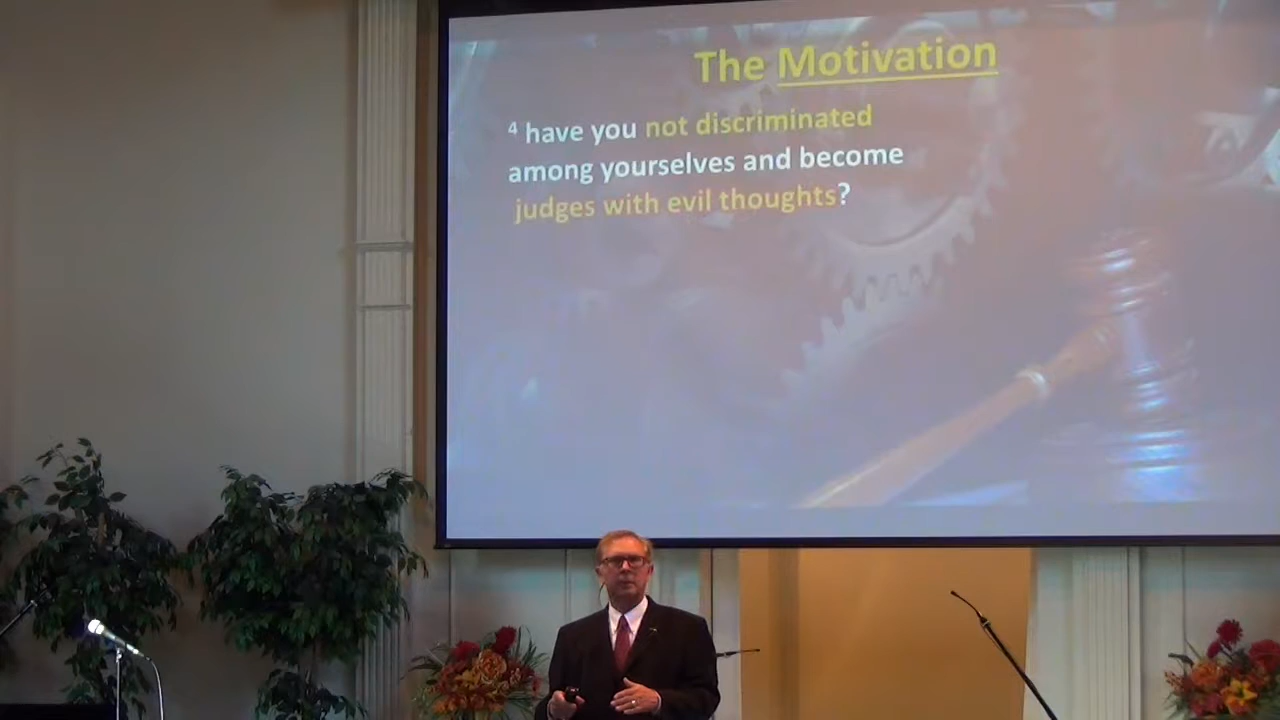 The Motivation
4 have you not discriminated
among yourselves and become
judges with evil thoughts?